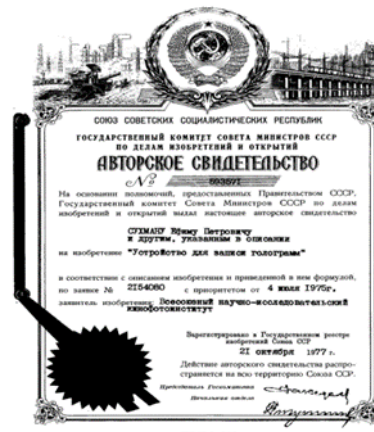 СОЮЗ СОВЕТСКИХ СОЦИАЛИСТИЧЕСКИХ РЕСПУБЛИК
ГОСУДАРСТВЕННЫЙ КОМИТЕТ СОВЕТА МИНИСТРОВ СССР
ПО ДЕЛАМ ИЗОБРЕТЕНИЙ И ОТКРЫТИЙ
АВТОРСКОЕ СВИДЕТЕЛЬСТВО
№ 593597
На основании полномочий, предоставленных Правительством СССР,
Государственный комитет Совета Министров СССР по делам
изобретений и открытий выдал настоящее авторское свидетельство
СУХМАНУ Ефиму Петровичу
и другим, указанным в описании
на изобретение "Устройство для записи голограмм"
в соответствии с описанием изобретения и приведенной в нем формулой,
по заявке № 2154060 с приоритетом от 4 июля 1975г.
заявитель изобретения: Всесоюзный научно-исследовательский
кинофотоинститут
Зарегистрировано в Государственном реестре
изобретений Союза ССР
21 октября 1977 г.
Действие авторского свидетельства распро-
страняется на всю территорию Союза ССР.
Председатель Госкомитета
Начальник отдела